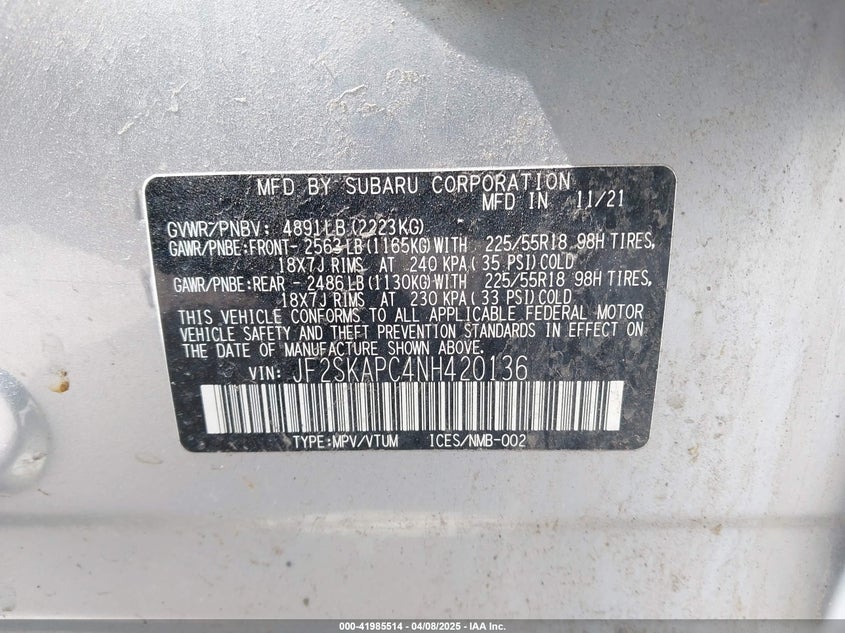 MFD BY SUBARU CORPORATION
MFD IN 11/21
GVWR/PNBV: 4891LB(2223KG)
GAWR/PNBE:FRONT- 2563LB(1165KG)WITH 225/55R18 98H TIRES,
18X7J RIMS AT 240 KPA(35 PSI)COLD
GAWR/PNBE:REAR - 2486LB(1130KG)WITH 225/55R18 98H TIRES,
18X7J RIMS AT 230 KPA(33 PSI)COLD
THIS VEHICLE CONFORMS TO ALL APPLICABLE FEDERAL MOTOR
VEHICLE SAFETY AND THEFT PREVENTION STANDARDS IN EFFECT ON
THE DATE OF MANUFACTURE SHOWN ABOVE.
VIN: JF2SKAPC4NH420136
TYPE:MPV/VTUM ICES/NMB-002
000-41985514 | 04/08/2025 | IAA Inc.